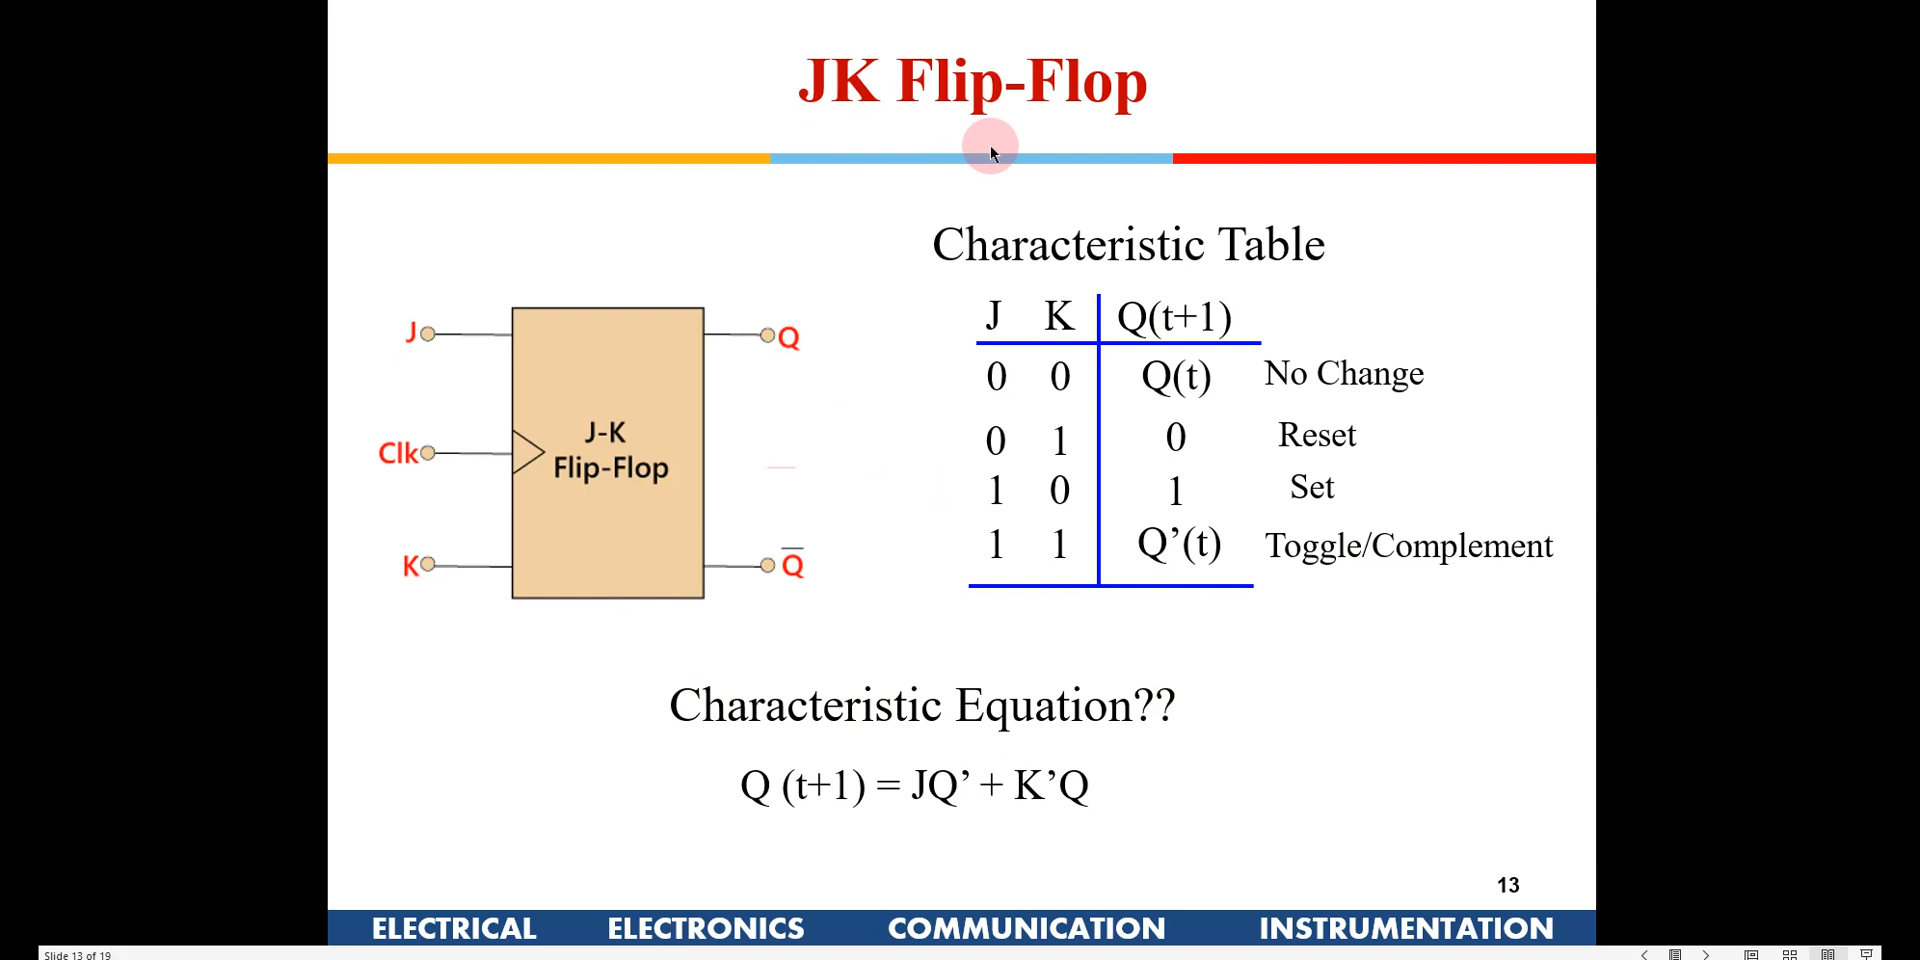 JK Flip-Flop
Characteristic Table
J K Q(t+1)
0 0 Q(t) No Change
0 1 0 Reset
1 0 1 Set
1 1 Q’(t) Toggle/Complement
J
Clk
K
J-K
Flip-Flop
Q
Q̅
Characteristic Equation??
Q (t+1) = JQ’ + K’Q
13
ELECTRICAL ELECTRONICS COMMUNICATION INSTRUMENTATION
Slide 13 of 19